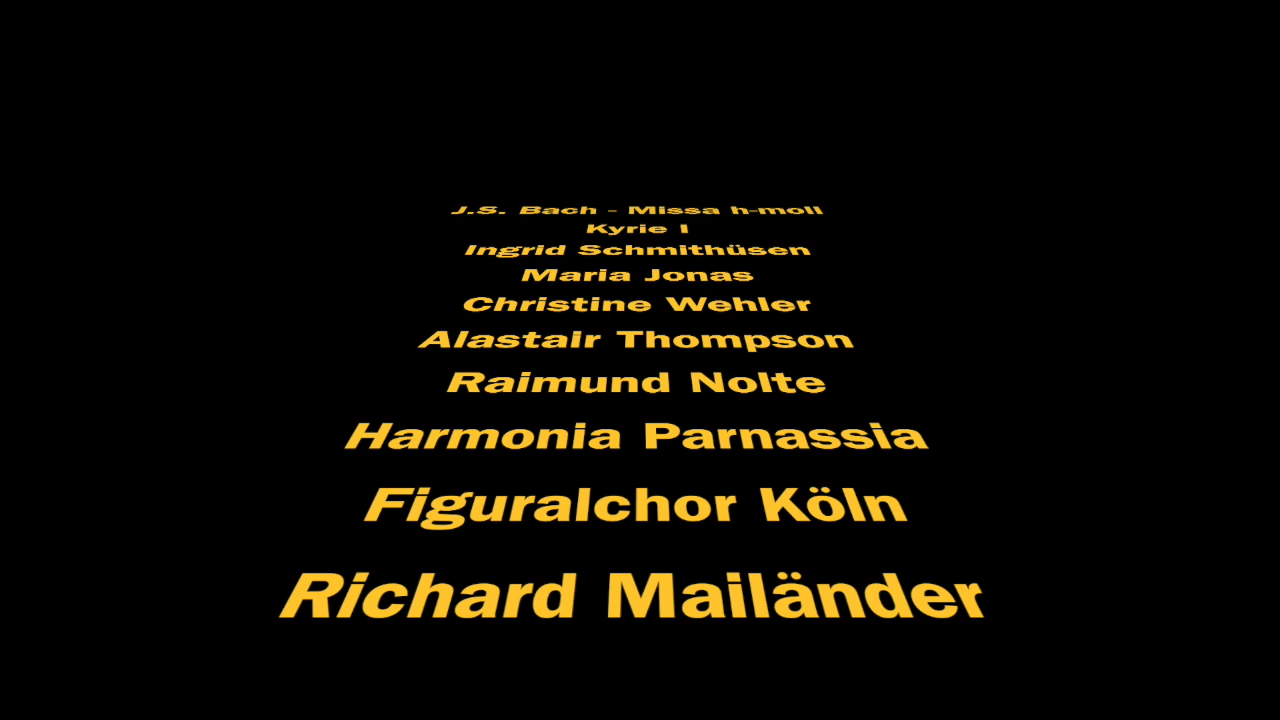 J.S. Bach - Missa h-moll
Kyrie I
Ingrid Schmithüsen
Maria Jonas
Christine Wehler
Alastair Thompson
Raimund Nolte
Harmonia Parnassia
Figuralchor Köln
Richard Mailänder